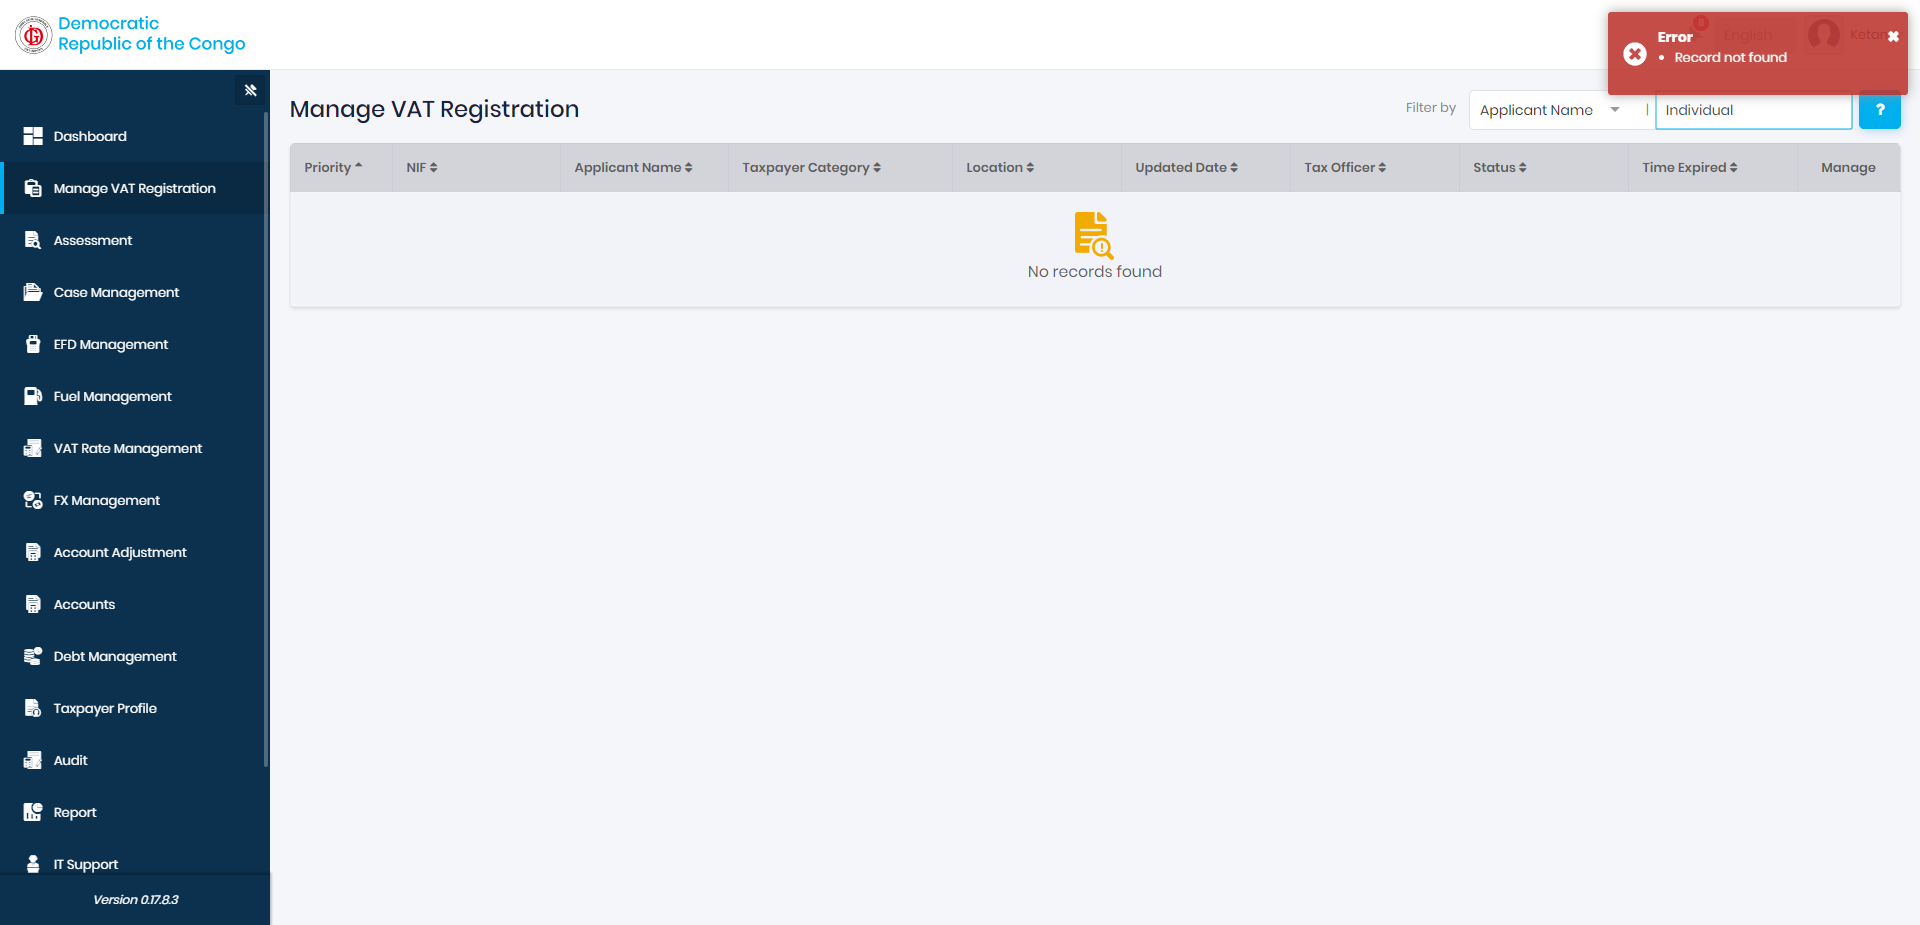 Democratic
Republic of the Congo
Error
Record not found
8
English
Ketan
Manage VAT Registration
Filter by
Applicant Name
|
Individual
?
Priority
NIF
Applicant Name
Taxpayer Category
Location
Updated Date
Tax Officer
Status
Time Expired
Manage
No records found
Dashboard
Manage VAT Registration
Assessment
Case Management
EFD Management
Fuel Management
VAT Rate Management
FX Management
Account Adjustment
Accounts
Debt Management
Taxpayer Profile
Audit
Report
IT Support
Version 0.17.8.3